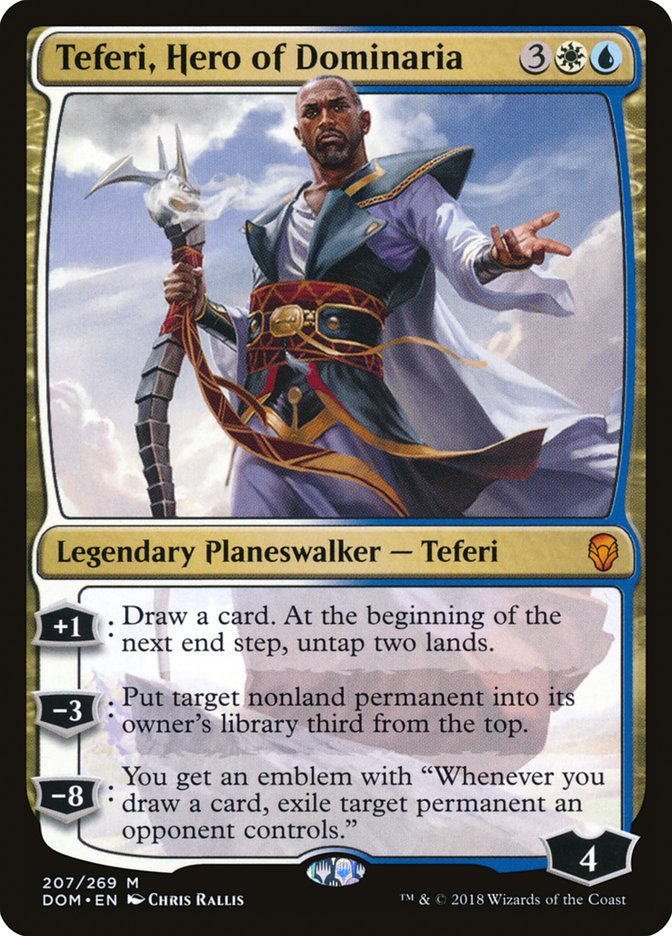 Teferi, Hero of Dominaria 3
Legendary Planeswalker — Teferi
+1 : Draw a card. At the beginning of the
next end step, untap two lands.
−3 : Put target nonland permanent into its
owner's library third from the top.
−8 : You get an emblem with “Whenever you
draw a card, exile target permanent an
opponent controls.”
4
207/269 M
DOM • EN Chris Rallis ™ & © 2018 Wizards of the Coast